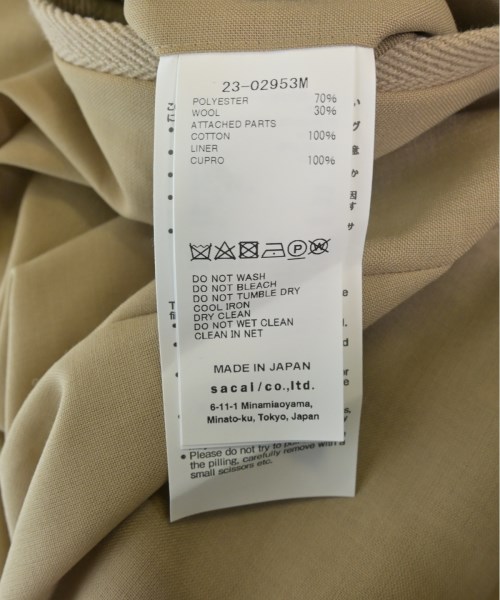 23-02953M
POLYESTER 70%
WOOL 30%
ATTACHED PARTS
COTTON 100%
LINER
CUPRO 100%
DO NOT WASH
DO NOT BLEACH
DO NOT TUMBLE DRY
COOL IRON
DRY CLEAN
DO NOT WET CLEAN
CLEAN IN NET
MADE IN JAPAN
sacai/co.,ltd.
6-11-1 Minamiaoyama,
Minato-ku, Tokyo, Japan
• Please do not try to
the pilling, carefully remove with a
small scissors etc.